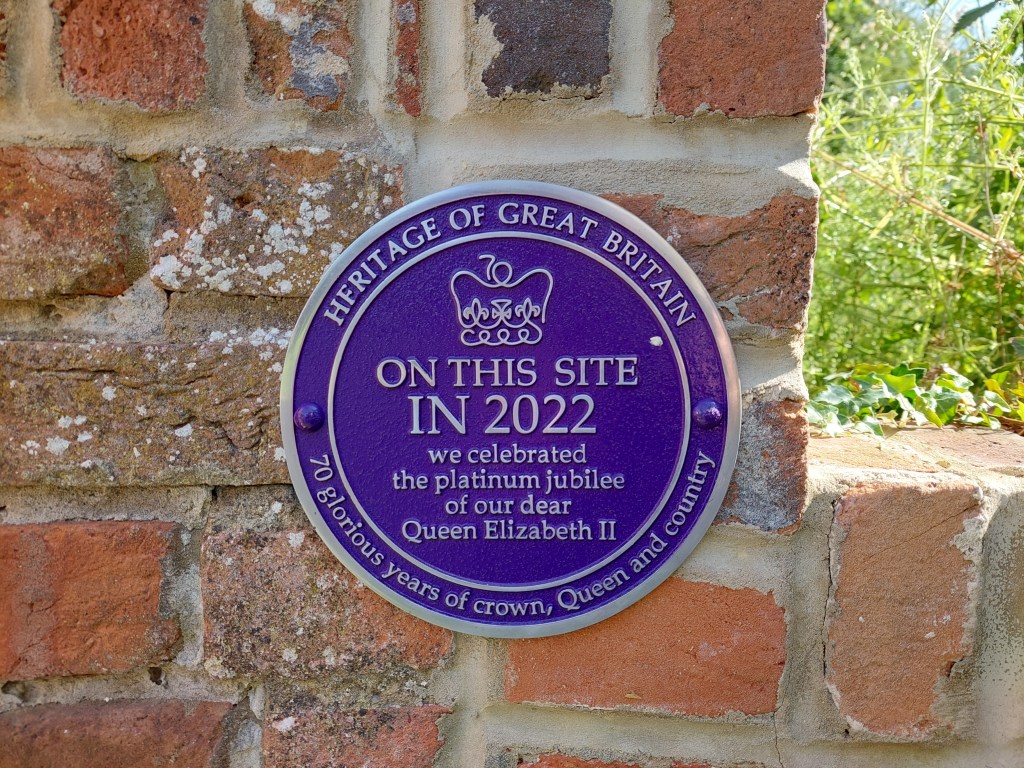 HERITAGE OF GREAT BRITAIN
70
ON THIS SITE
IN 2022
we celebrated
the platinum jubilee
of our dear
Queen Elizabeth II
70 glorious years of crown, Queen and country